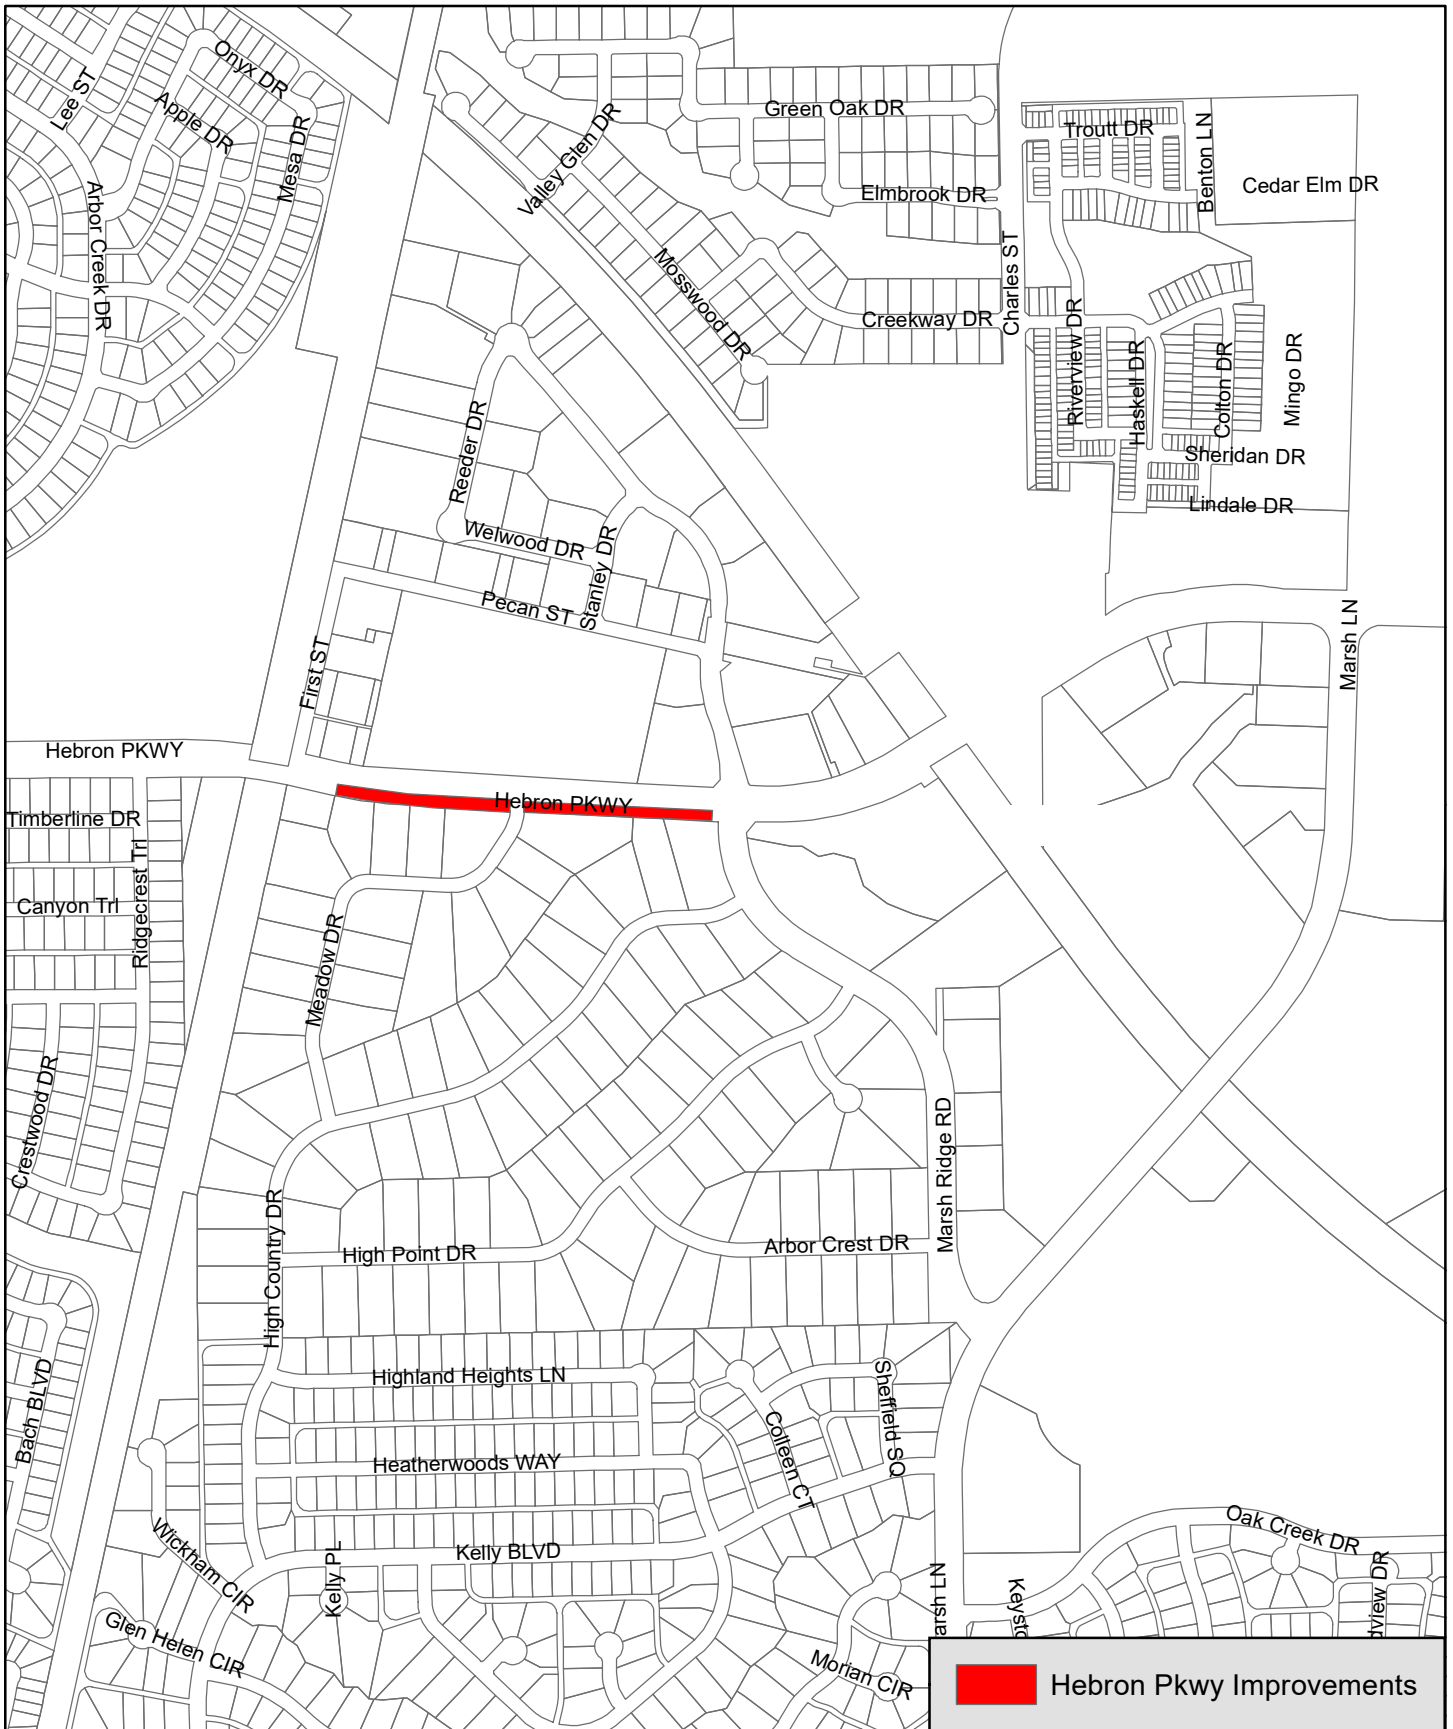 Onyx DR
Lee ST
Apple DR
Mesa DR
Arbor Creek DR
Valley Glen DR
Green Oak DR
Troutt DR
Benton LN
Cedar Elm DR
Elmbrook DR
Mosswood DR
Charles ST
Creekway DR
Riverview DR
Haskell DR
Colton DR
Mingo DR
Sheridan DR
Lindale DR
Reeder DR
Welwood DR
Stanley DR
Pecan ST
First ST
Marsh LN
Hebron PKWY
Hebron PKWY
Timberline DR
Ridgecrest Trl
Canyon Trl
Meadow DR
Crestwood DR
Marsh Ridge RD
High Country DR
High Point DR
Arbor Crest DR
Bach BLVD
Highland Heights LN
Sheffield SQ
Colleen CT
Heatherwoods WAY
Oak Creek DR
Kelly BLVD
Wickham CIR
Kelly PL
arsh LN
Keysto
dview DR
Glen Helen CIR
Morian CIR
Hebron Pkwy Improvements